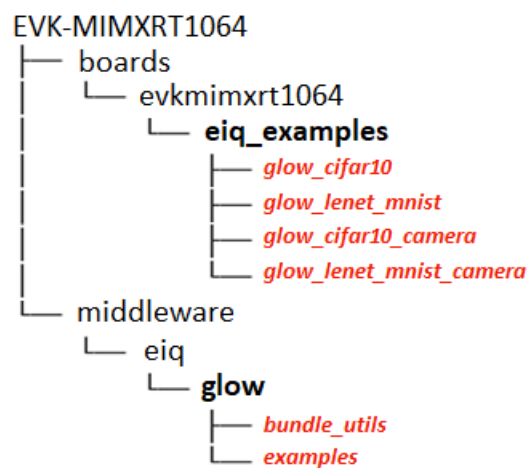 EVK-MIMXRT1064
boards
evkmimxrt1064
eiq_examples
glow_cifar10
glow_lenet_mnist
glow_cifar10_camera
glow_lenet_mnist_camera
middleware
eiq
glow
bundle_utils
examples